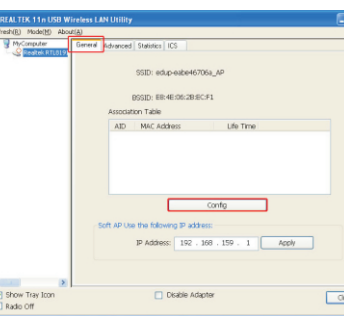 REALTEK 11n USB Wireless LAN Utility
fresh(R) Mode(M) About(A)
MyComputer
Realtek RTL819
General Advanced Statistics ICS
SSID: edup-eabe46706a_AP
BSSID: E8:4E:06:2B:EC:F1
Association Table
AID MAC Address Life Time
Config
Soft AP Use the following IP address:
IP Address: 192 . 168 . 159 . 1 Apply
Show Tray Icon
Radio Off
Disable Adapter